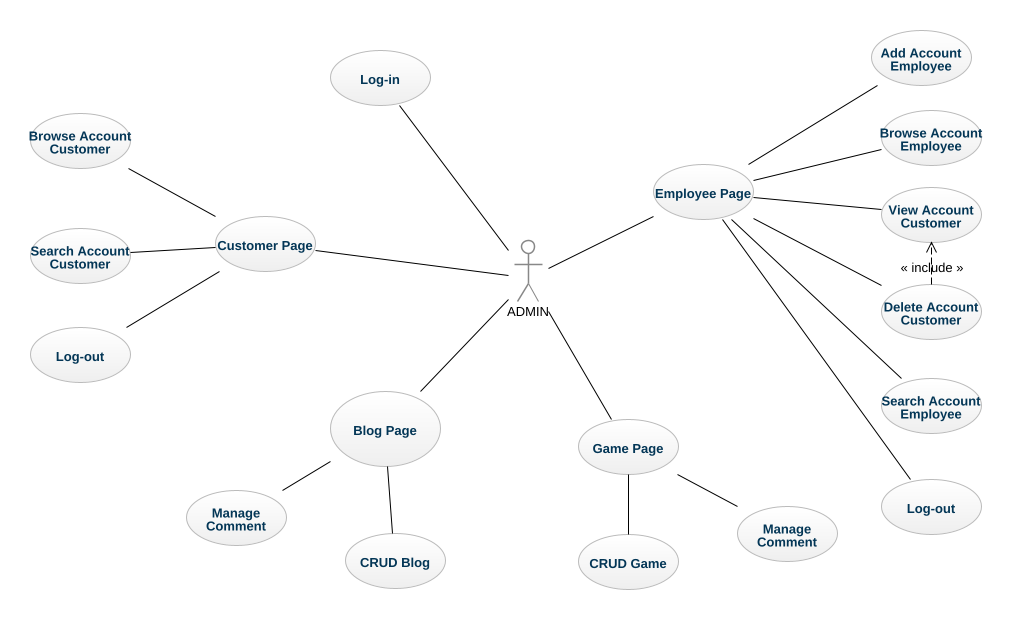 Add Account
Employee
Log-in
Browse Account
Customer
Browse Account
Employee
Employee Page
View Account
Customer
Customer Page
Search Account
Customer
« include »
ADMIN
Delete Account
Customer
Log-out
Search Account
Employee
Blog Page
Game Page
Manage
Comment
Log-out
Manage
Comment
CRUD Blog
CRUD Game